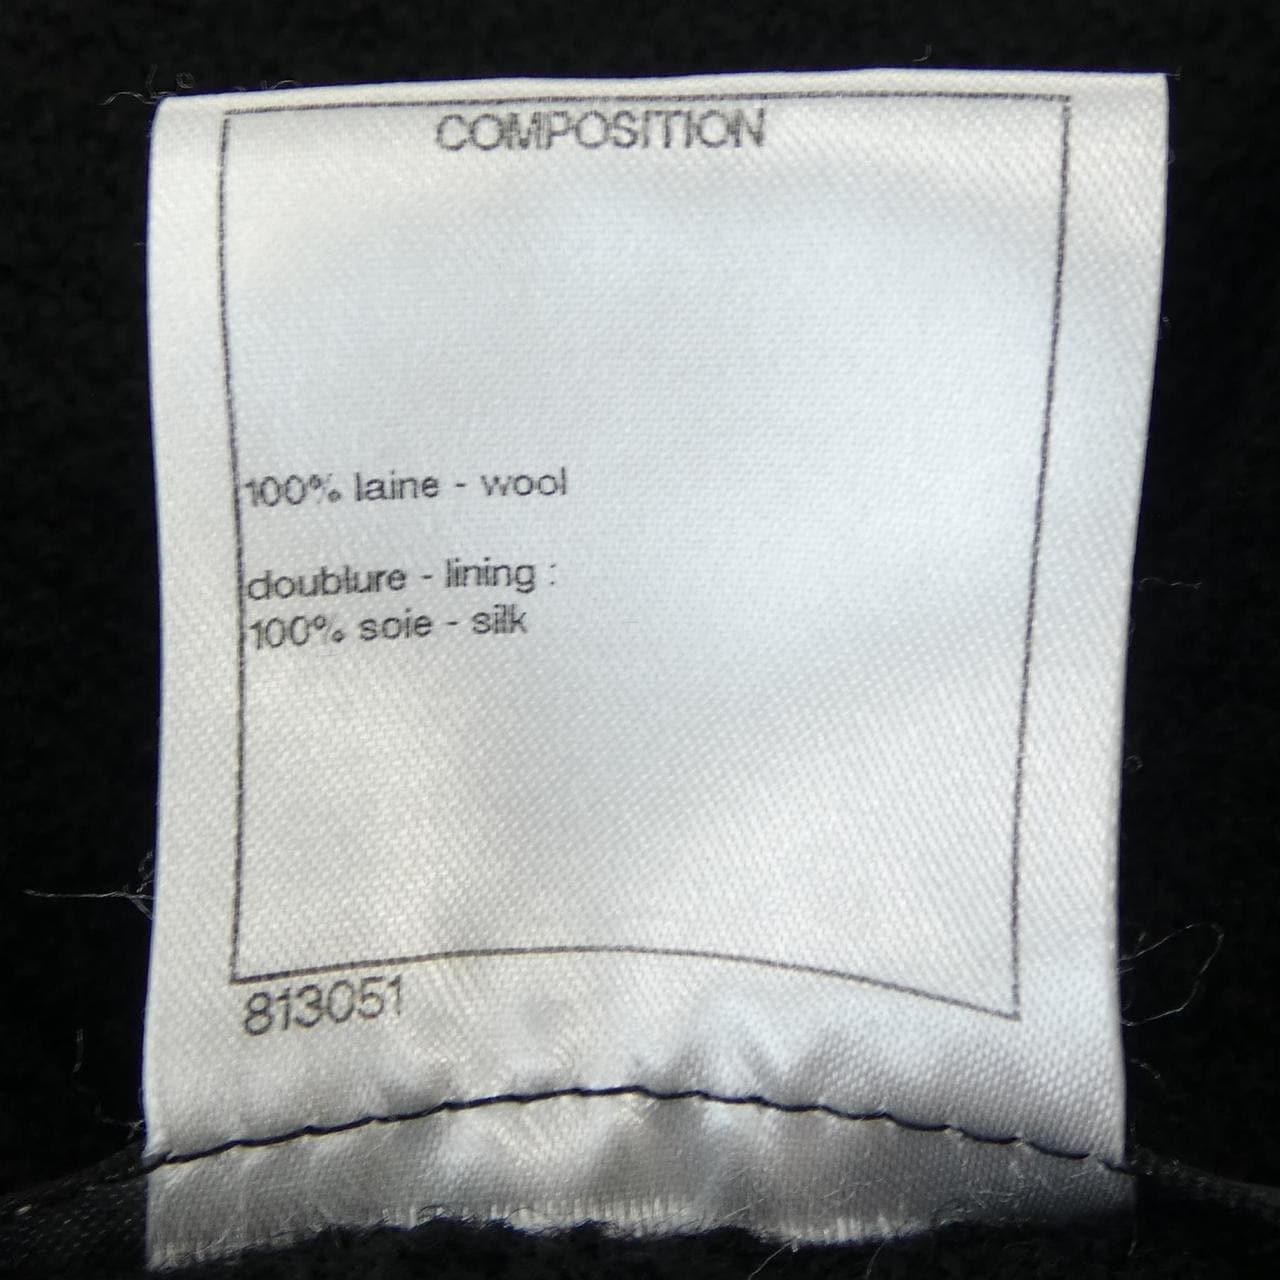 COMPOSITION
100% laine - wool
doublure - lining :
100% soie - silk
813051